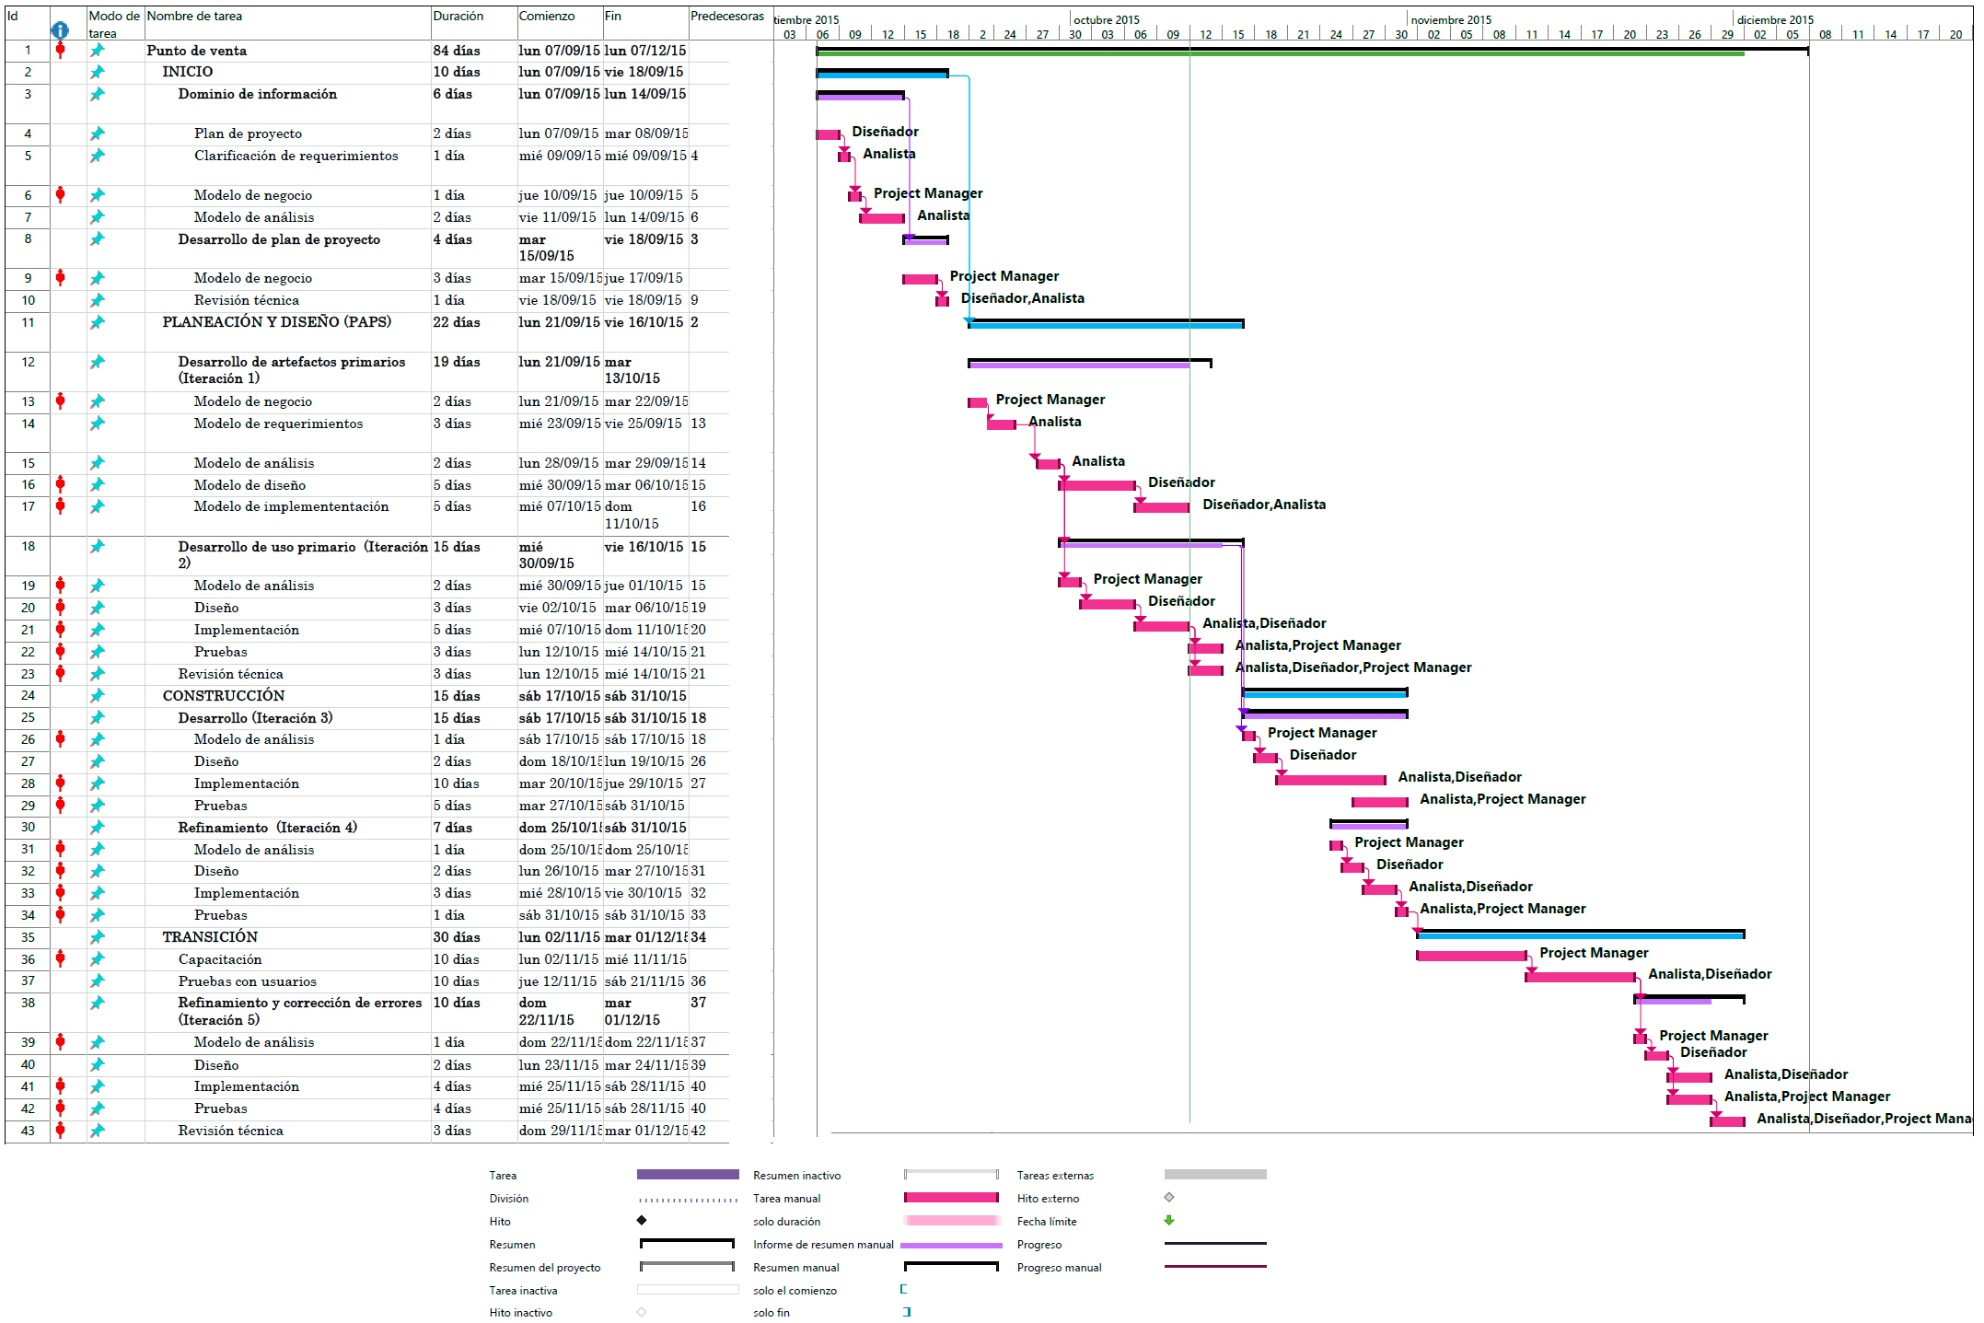 Id Modo de tarea Nombre de tarea Duración Comienzo Fin Predecesoras
tiembre 2015 octubre 2015 noviembre 2015 diciembre 2015
03 06 09 12 15 18 2 24 27 30 03 06 09 12 15 18 21 24 27 30 02 05 08 11 14 17 20 23 26 29 02 05 08 11 14 17 20
1 Punto de venta 84 días lun 07/09/15 lun 07/12/15
2 INICIO 10 días lun 07/09/15 vie 18/09/15
3 Dominio de información 6 días lun 07/09/15 lun 14/09/15
4 Plan de proyecto 2 días lun 07/09/15 mar 08/09/15 Diseñador
5 Clarificación de requerimientos 1 día mié 09/09/15 mié 09/09/15 4 Analista
6 Modelo de negocio 1 día jue 10/09/15 jue 10/09/15 5 Project Manager
7 Modelo de análisis 2 días vie 11/09/15 lun 14/09/15 6 Analista
8 Desarrollo de plan de proyecto 4 días mar 15/09/15 vie 18/09/15 3
9 Modelo de negocio 3 días mar 15/09/15 jue 17/09/15 Project Manager
10 Revisión técnica 1 día vie 18/09/15 vie 18/09/15 9 Diseñador,Analista
11 PLANEACIÓN Y DISEÑO (PAPS) 22 días lun 21/09/15 vie 16/10/15 2
12 Desarrollo de artefactos primarios (Iteración 1) 19 días lun 21/09/15 mar 13/10/15
13 Modelo de negocio 2 días lun 21/09/15 mar 22/09/15 Project Manager
14 Modelo de requerimientos 3 días mié 23/09/15 vie 25/09/15 13 Analista
15 Modelo de análisis 2 días lun 28/09/15 mar 29/09/15 14 Analista
16 Modelo de diseño 5 días mié 30/09/15 mar 06/10/15 15 Diseñador
17 Modelo de implemententación 5 días mié 07/10/15 dom 11/10/15 16 Diseñador,Analista
18 Desarrollo de uso primario (Iteración 2) 15 días mié 30/09/15 vie 16/10/15 15
19 Modelo de análisis 2 días mié 30/09/15 jue 01/10/15 15 Project Manager
20 Diseño 3 días vie 02/10/15 mar 06/10/15 19 Diseñador
21 Implementación 5 días mié 07/10/15 dom 11/10/15 20 Analista,Diseñador
22 Pruebas 3 días lun 12/10/15 mié 14/10/15 21 Analista,Project Manager
23 Revisión técnica 3 días lun 12/10/15 mié 14/10/15 21 Analista,Diseñador,Project Manager
24 CONSTRUCCIÓN 15 días sáb 17/10/15 sáb 31/10/15
25 Desarrollo (Iteración 3) 15 días sáb 17/10/15 sáb 31/10/15 18
26 Modelo de análisis 1 día sáb 17/10/15 sáb 17/10/15 18 Project Manager
27 Diseño 2 días dom 18/10/15 lun 19/10/15 26 Diseñador
28 Implementación 10 días mar 20/10/15 jue 29/10/15 27 Analista,Diseñador
29 Pruebas 5 días mar 27/10/15 sáb 31/10/15 Analista,Project Manager
30 Refinamiento (Iteración 4) 7 días dom 25/10/15 sáb 31/10/15
31 Modelo de análisis 1 día dom 25/10/15 dom 25/10/15 Project Manager
32 Diseño 2 días lun 26/10/15 mar 27/10/15 31 Diseñador
33 Implementación 3 días mié 28/10/15 vie 30/10/15 32 Analista,Diseñador
34 Pruebas 1 día sáb 31/10/15 sáb 31/10/15 33 Analista,Project Manager
35 TRANSICIÓN 30 días lun 02/11/15 mar 01/12/15 34
36 Capacitación 10 días lun 02/11/15 mié 11/11/15 Project Manager
37 Pruebas con usuarios 10 días jue 12/11/15 sáb 21/11/15 36 Analista,Diseñador
38 Refinamiento y corrección de errores (Iteración 5) 10 días dom 22/11/15 mar 01/12/15 37
39 Modelo de análisis 1 día dom 22/11/15 dom 22/11/15 37 Project Manager
40 Diseño 2 días lun 23/11/15 mar 24/11/15 39 Diseñador
41 Implementación 4 días mié 25/11/15 sáb 28/11/15 40 Analista,Diseñador
42 Pruebas 4 días mié 25/11/15 sáb 28/11/15 40 Analista,Project Manager
43 Revisión técnica 3 días dom 29/11/15 mar 01/12/15 42 Analista,Diseñador,Project Mana
Tarea Resumen inactivo Tareas externas
División Tarea manual Hito externo
Hito solo duración Fecha límite
Resumen Informe de resumen manual Progreso
Resumen del proyecto Resumen manual Progreso manual
Tarea inactiva solo el comienzo
Hito inactivo solo fin